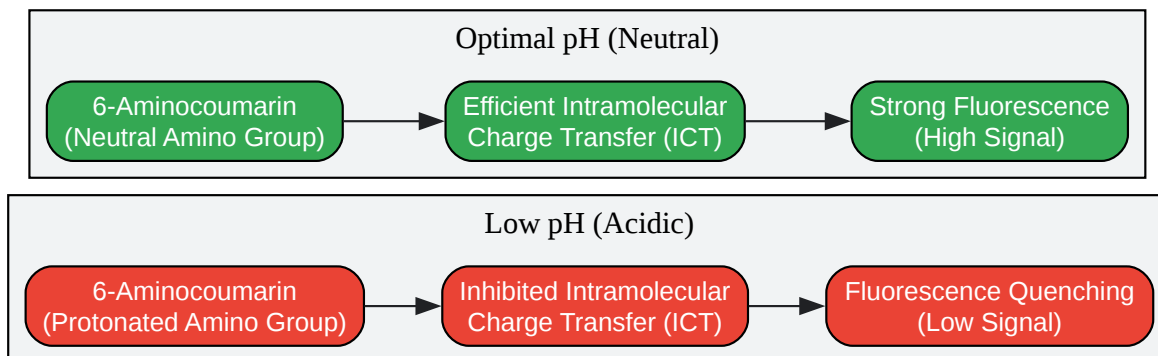 Optimal pH (Neutral)
6-Aminocoumarin
(Neutral Amino Group)
Efficient Intramolecular
Charge Transfer (ICT)
Strong Fluorescence
(High Signal)
Low pH (Acidic)
6-Aminocoumarin
(Protonated Amino Group)
Inhibited Intramolecular
Charge Transfer (ICT)
Fluorescence Quenching
(Low Signal)